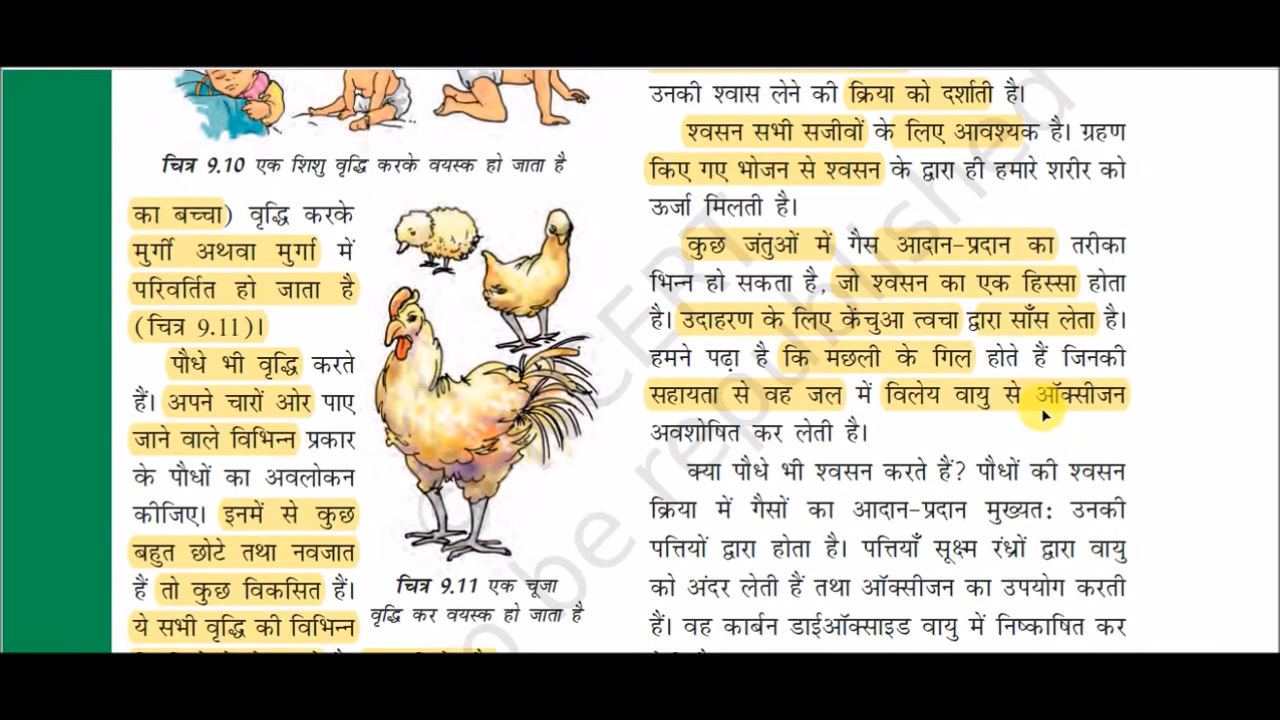 चित्र 9.10 एक शिशु वृद्धि करके वयस्क हो जाता है
का बच्चा) वृद्धि करके
मुर्गी अथवा मुर्गा में
परिवर्तित हो जाता है
(चित्र 9.11)।
पौधे भी वृद्धि करते
हैं। अपने चारों ओर पाए
जाने वाले विभिन्न प्रकार
के पौधों का अवलोकन
कीजिए। इनमें से कुछ
बहुत छोटे तथा नवजात
हैं तो कुछ विकसित हैं।
ये सभी वृद्धि की विभिन्न
चित्र 9.11 एक चूजा
वृद्धि कर वयस्क हो जाता है
उनकी श्वास लेने की क्रिया को दर्शाती है।
श्वसन सभी सजीवों के लिए आवश्यक है। ग्रहण
किए गए भोजन से श्वसन के द्वारा ही हमारे शरीर को
ऊर्जा मिलती है।
कुछ जंतुओं में गैस आदान-प्रदान का तरीका
भिन्न हो सकता है, जो श्वसन का एक हिस्सा होता
है। उदाहरण के लिए केंचुआ त्वचा द्वारा साँस लेता है।
हमने पढ़ा है कि मछली के गिल होते हैं जिनकी
सहायता से वह जल में विलेय वायु से ऑक्सीजन
अवशोषित कर लेती है।
क्या पौधे भी श्वसन करते हैं? पौधों की श्वसन
क्रिया में गैसों का आदान-प्रदान मुख्यत: उनकी
पत्तियों द्वारा होता है। पत्तियाँ सूक्ष्म रंध्रों द्वारा वायु
को अंदर लेती हैं तथा ऑक्सीजन का उपयोग करती
हैं। वह कार्बन डाईऑक्साइड वायु में निष्काषित कर
be republished